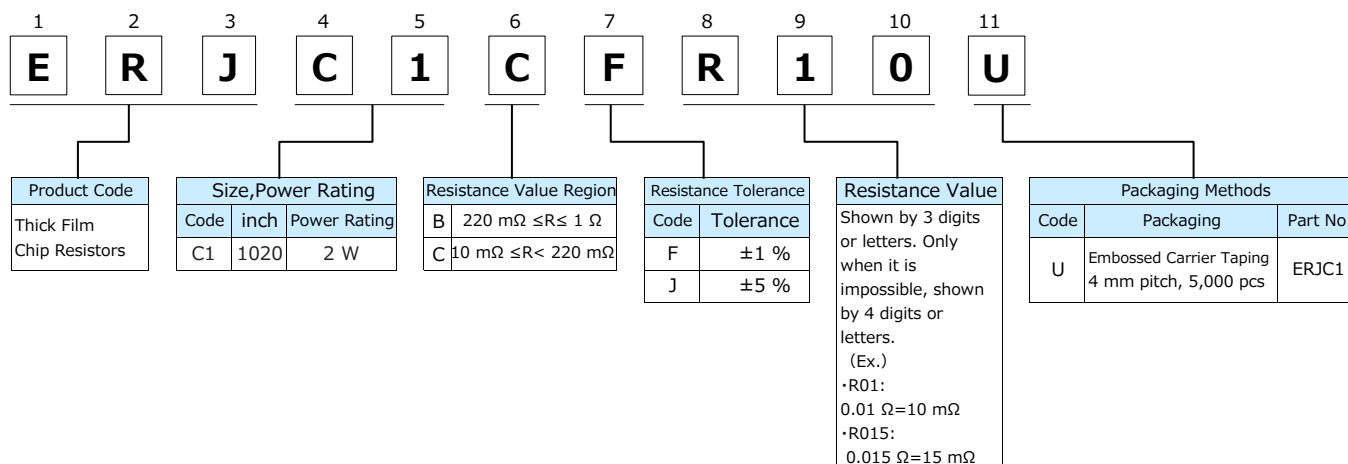 1 2 3 4 5 6 7 8 9 10 11
E R J C 1 C F R 1 0 U
Product Code
Thick Film
Chip Resistors
Size,Power Rating
Code inch Power Rating
C1 1020 2 W
Resistance Value Region
B 220 mΩ ≤R≤ 1 Ω
C 10 mΩ ≤R< 220 mΩ
Resistance Tolerance
Code Tolerance
F ±1 %
J ±5 %
Resistance Value
Shown by 3 digits
or letters. Only
when it is
impossible, shown
by 4 digits or
letters.
（Ex.）
・R01:
0.01 Ω=10 mΩ
・R015:
0.015 Ω=15 mΩ
Packaging Methods
Code Packaging Part No
U Embossed Carrier Taping
4 mm pitch, 5,000 pcs ERJC1